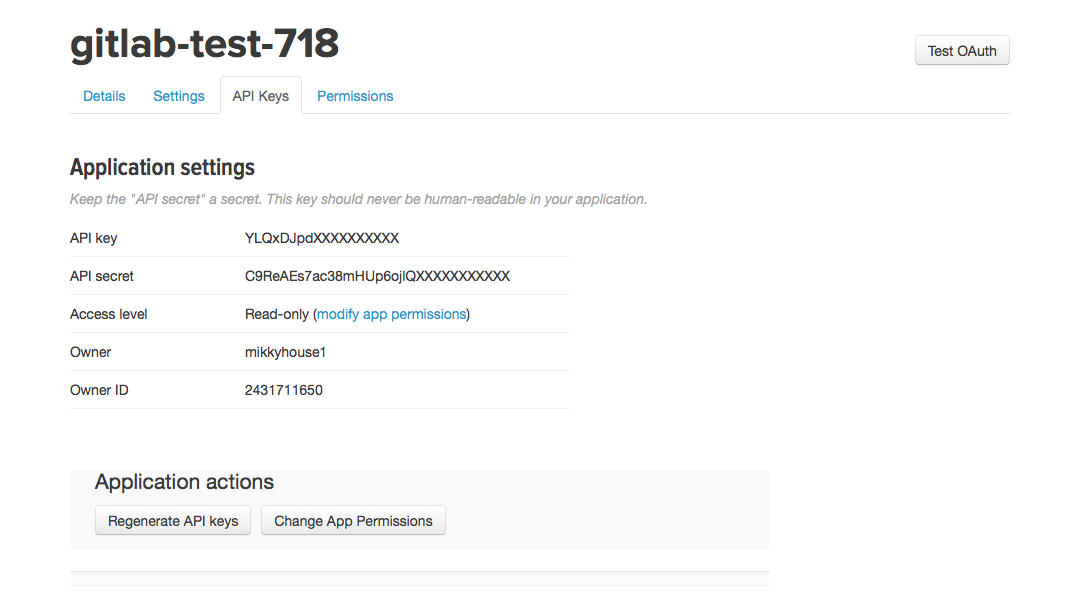 gitlab-test-718
Test OAuth
Details Settings API Keys Permissions
Application settings
Keep the "API secret" a secret. This key should never be human-readable in your application.
API key YLQxDJpdXXXXXXXXXX
API secret C9ReAEs7ac38mHUp6ojlQXXXXXXXXXXX
Access level Read-only (modify app permissions)
Owner mikkyhouse1
Owner ID 2431711650
Application actions
Regenerate API keys Change App Permissions